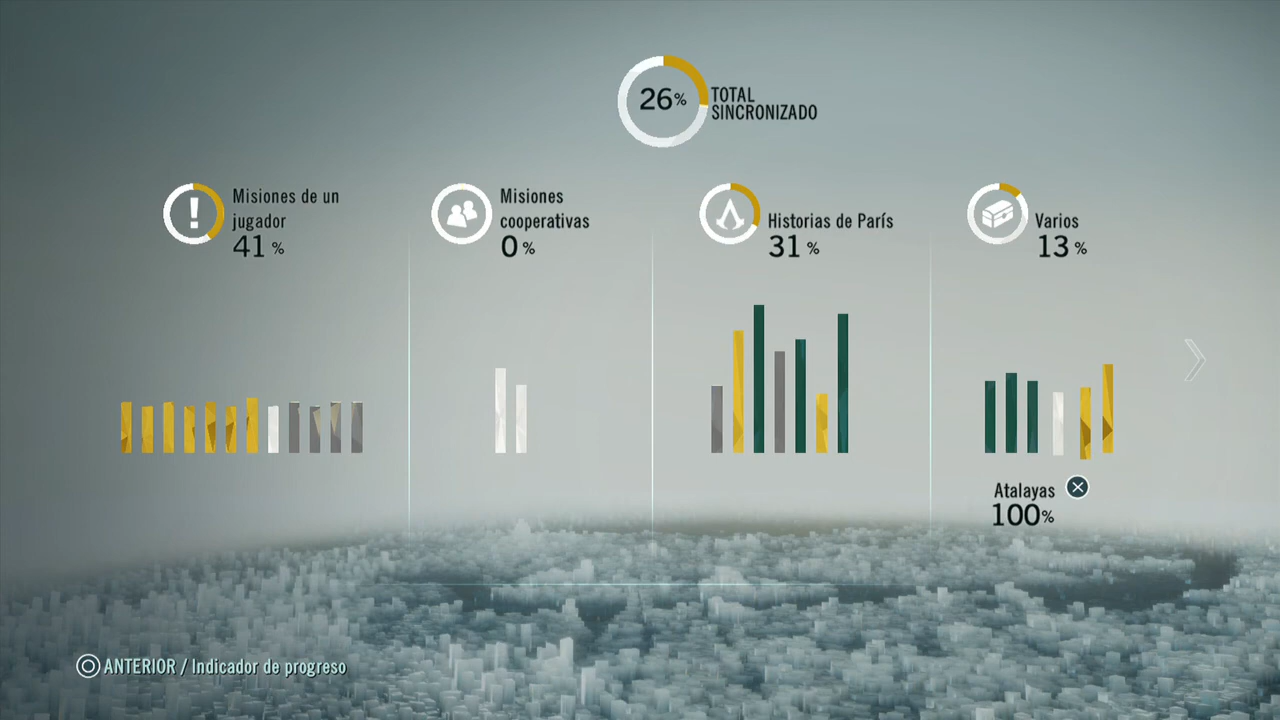 26%
TOTAL
SINCRONIZADO
Misiones de un
jugador
41 %
Misiones
cooperativas
0 %
Historias de París
31 %
Varios
13 %
Atalayas
100%
ANTERIOR / Indicador de progreso